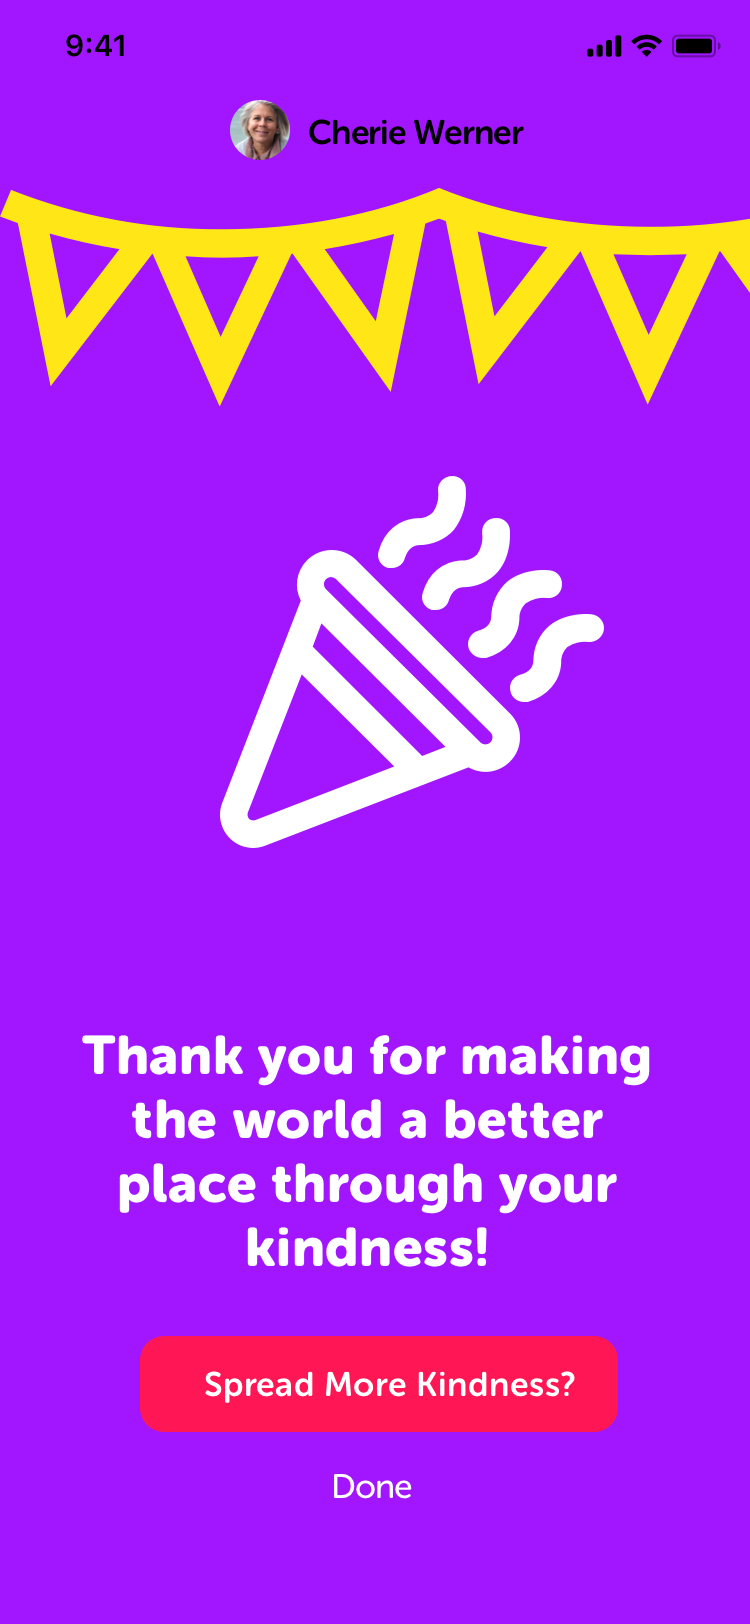 9:41
Cherie Werner
Thank you for making
the world a better
place through your
kindness!
Spread More Kindness?
Done